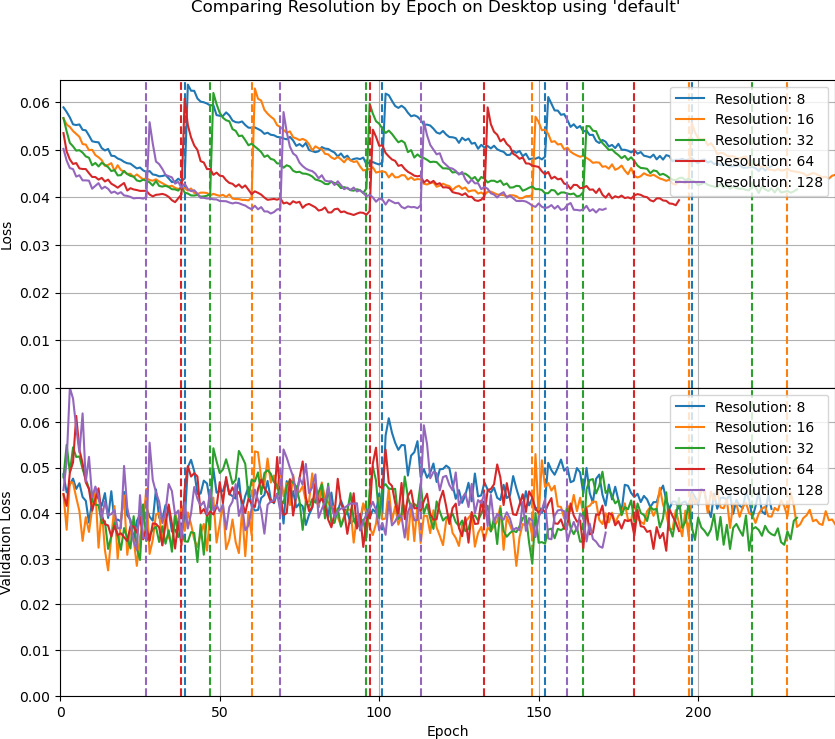 Comparing Resolution by Epoch on Desktop using 'default'
0.06
0.05
0.04
0.03
0.02
0.01
0.00
Loss
Resolution: 8
Resolution: 16
Resolution: 32
Resolution: 64
Resolution: 128
0.06
0.05
0.04
0.03
0.02
0.01
0.00
Validation Loss
Resolution: 8
Resolution: 16
Resolution: 32
Resolution: 64
Resolution: 128
0
50
100
150
200
Epoch